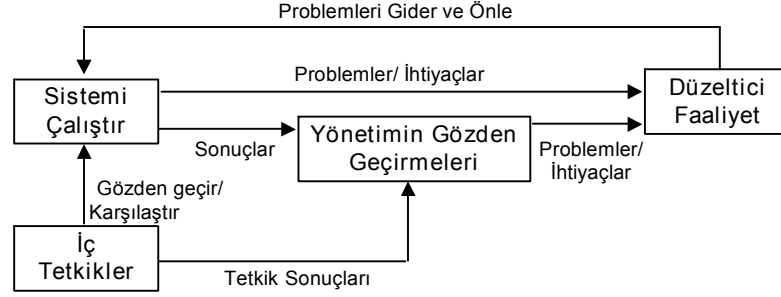 Problemleri Gider ve Önle
Problemler/ İhtiyaçlar
Sistemi
Çalıştır
Düzeltici
Faaliyet
Sonuçlar
Yönetimin Gözden
Geçirmeleri
Problemler/
İhtiyaçlar
Gözden geçir/
Karşılaştır
İç
Tetkikler
Tetkik Sonuçları